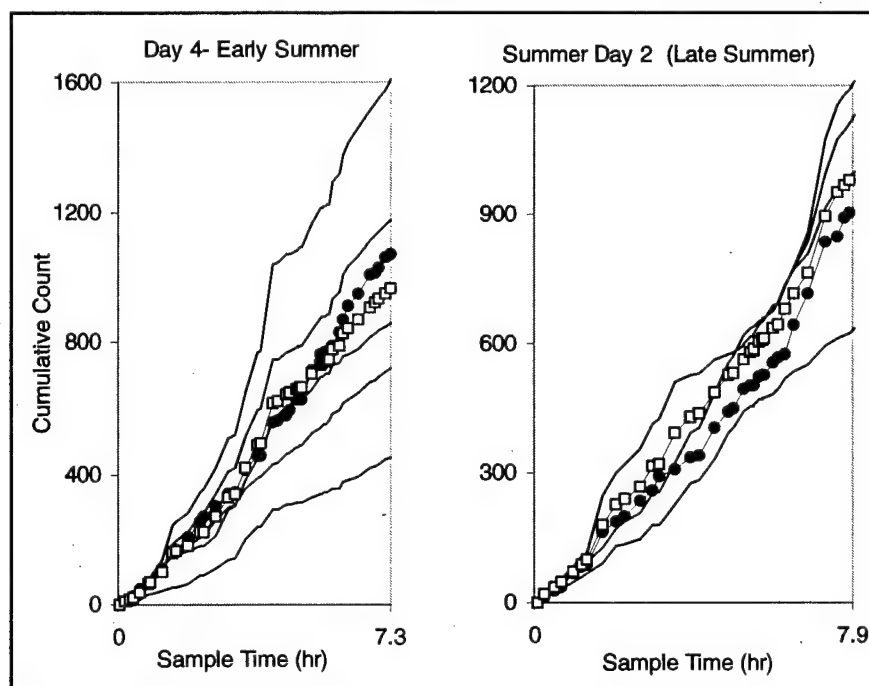 Day 4- Early Summer
1600
1200
800
400
0
0
7.3
Cumulative Count
Sample Time (hr)
Summer Day 2 (Late Summer)
1200
900
600
300
0
0
7.9
Sample Time (hr)